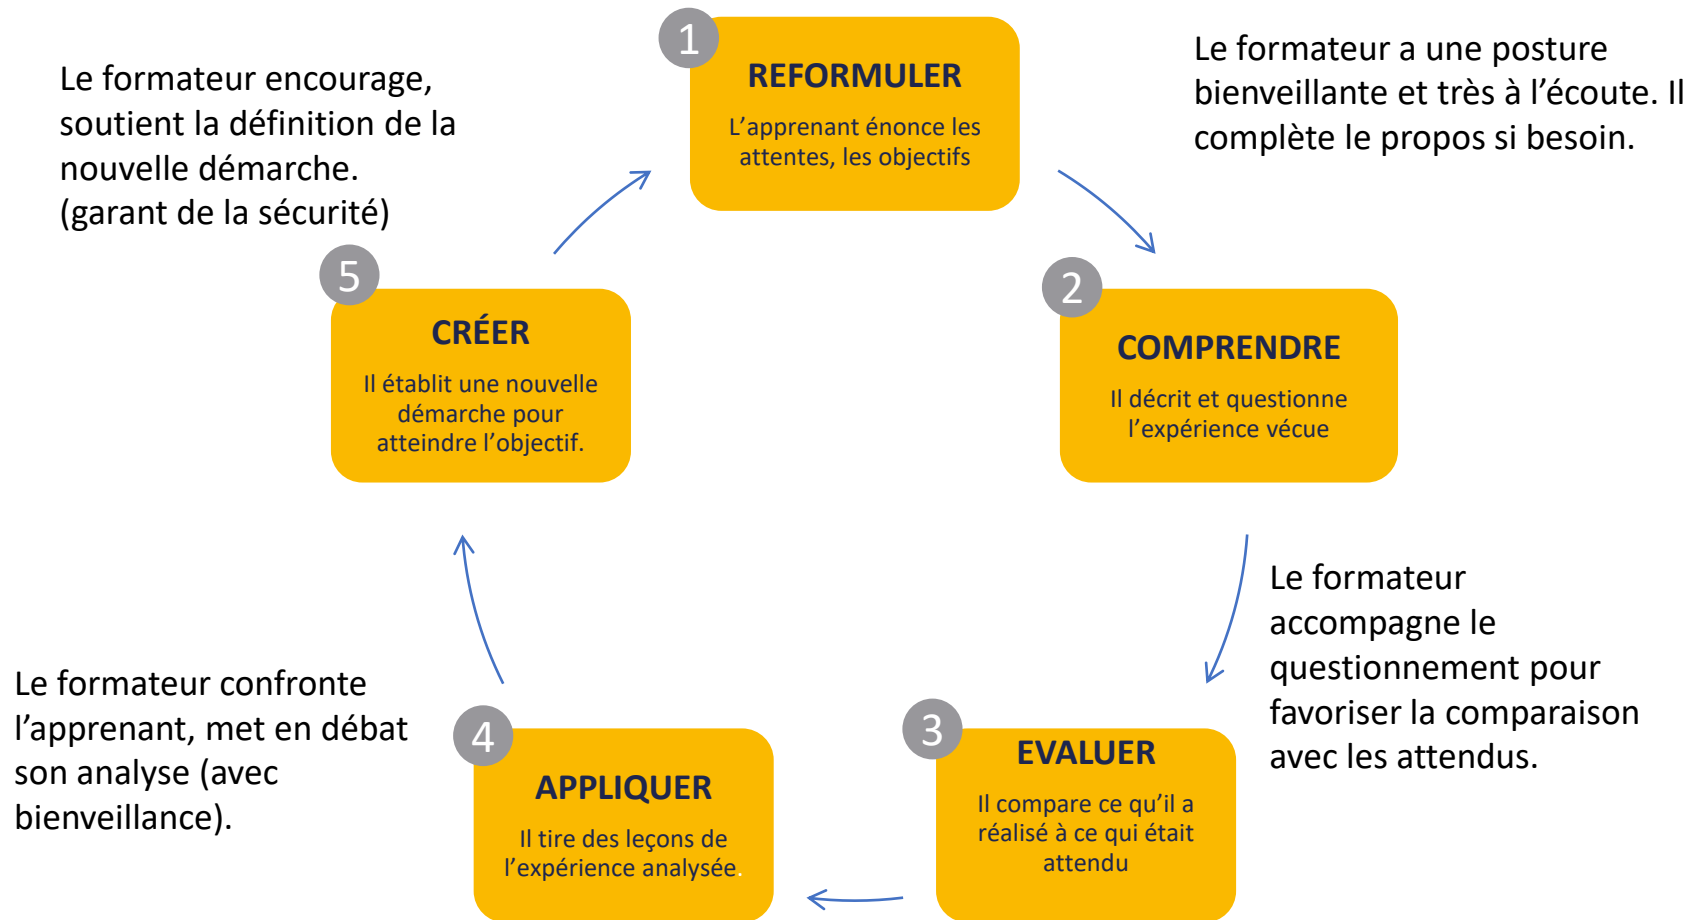 1
REFORMULER
L’apprenant énonce les
attentes, les objectifs
Le formateur a une posture
bienveillante et très à l’écoute. Il
complète le propos si besoin.
2
COMPRENDRE
Il décrit et questionne
l’expérience vécue
Le formateur
accompagne le
questionnement pour
favoriser la comparaison
avec les attendus.
3
EVALUER
Il compare ce qu’il a
réalisé à ce qui était
attendu
4
APPLIQUER
Il tire des leçons de
l’expérience analysée.
Le formateur confronte
l’apprenant, met en débat
son analyse (avec
bienveillance).
5
CRÉER
Il établit une nouvelle
démarche pour
atteindre l’objectif.
Le formateur encourage,
soutient la définition de la
nouvelle démarche.
(garant de la sécurité)